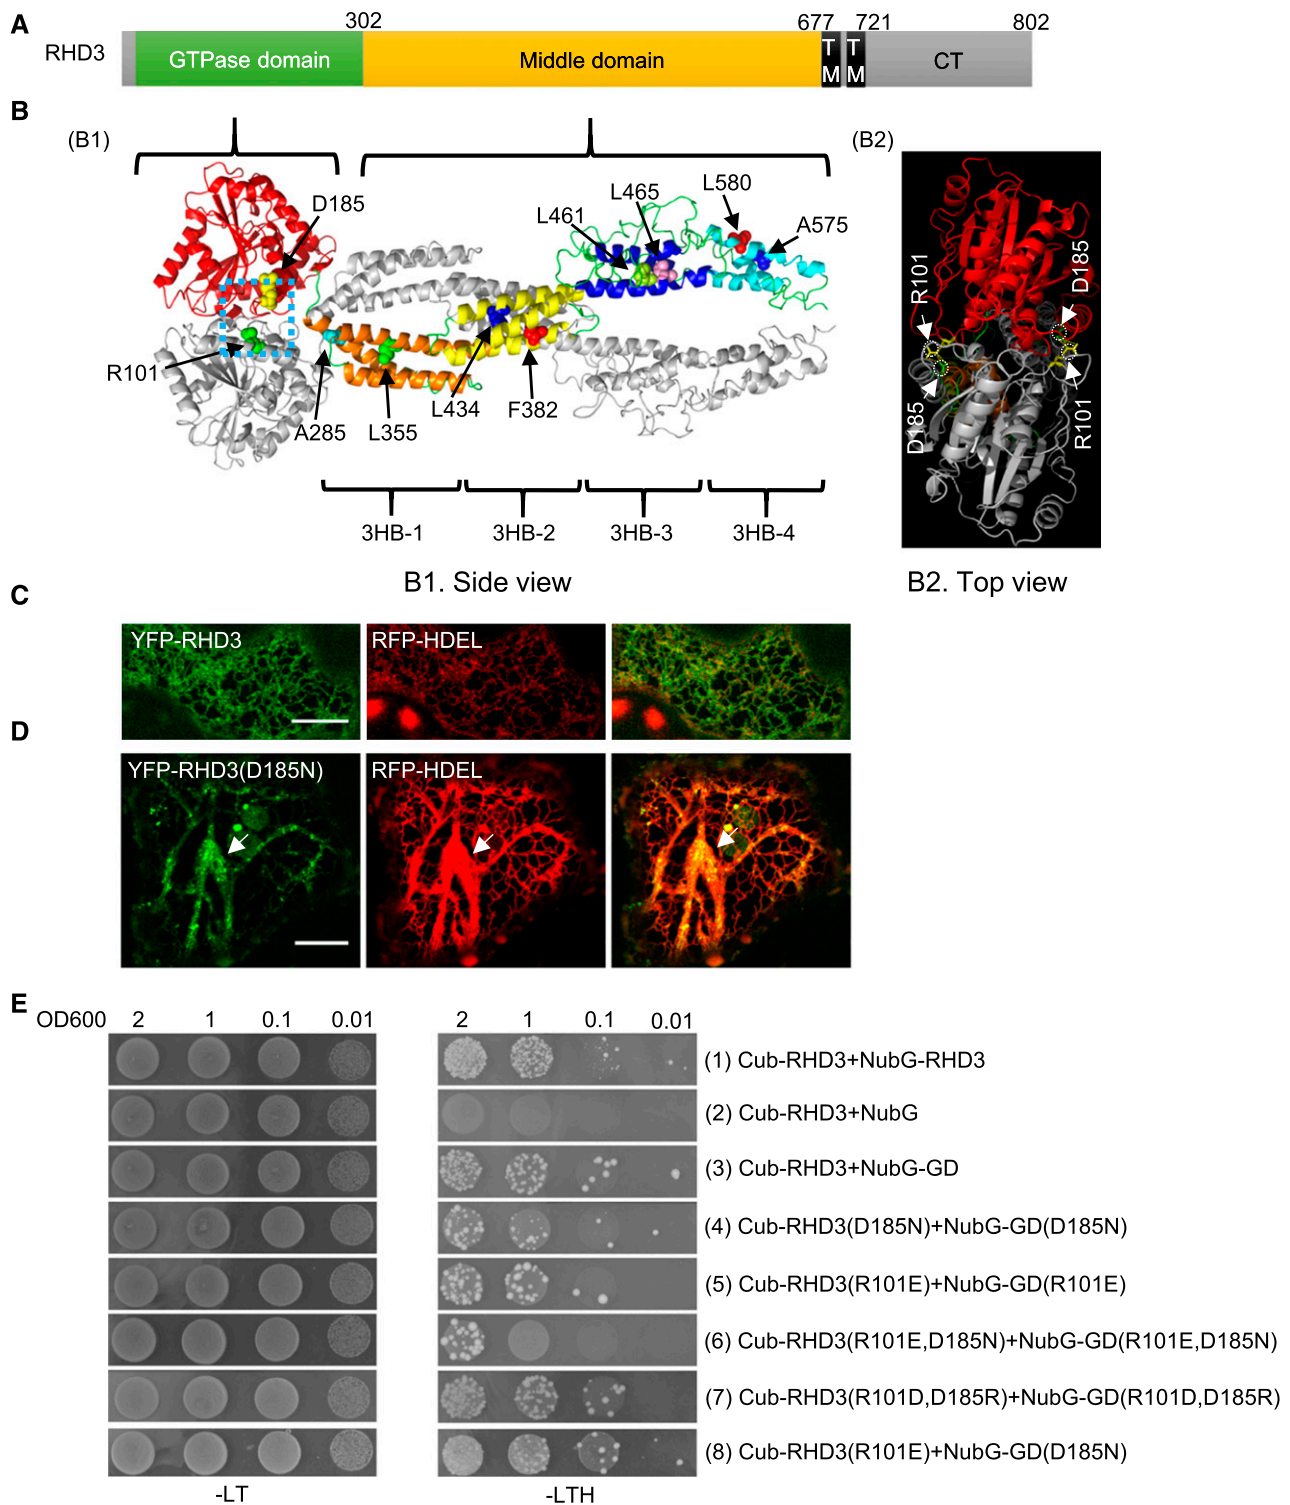 A
302
677
721
802
RHD3
GTPase domain
Middle domain
T
M
T
M
CT
B
(B1)
(B2)
D185
L461
L465
L580
A575
R101
A285
L355
L434
F382
3HB-1
3HB-2
3HB-3
3HB-4
R101
D185
D185
R101
B1. Side view
B2. Top view
C
YFP-RHD3
RFP-HDEL
D
YFP-RHD3(D185N)
RFP-HDEL
E
OD600 2 1 0.1 0.01
2 1 0.1 0.01
(1) Cub-RHD3+NubG-RHD3
(2) Cub-RHD3+NubG
(3) Cub-RHD3+NubG-GD
(4) Cub-RHD3(D185N)+NubG-GD(D185N)
(5) Cub-RHD3(R101E)+NubG-GD(R101E)
(6) Cub-RHD3(R101E,D185N)+NubG-GD(R101E,D185N)
(7) Cub-RHD3(R101D,D185R)+NubG-GD(R101D,D185R)
(8) Cub-RHD3(R101E)+NubG-GD(D185N)
-LT
-LTH